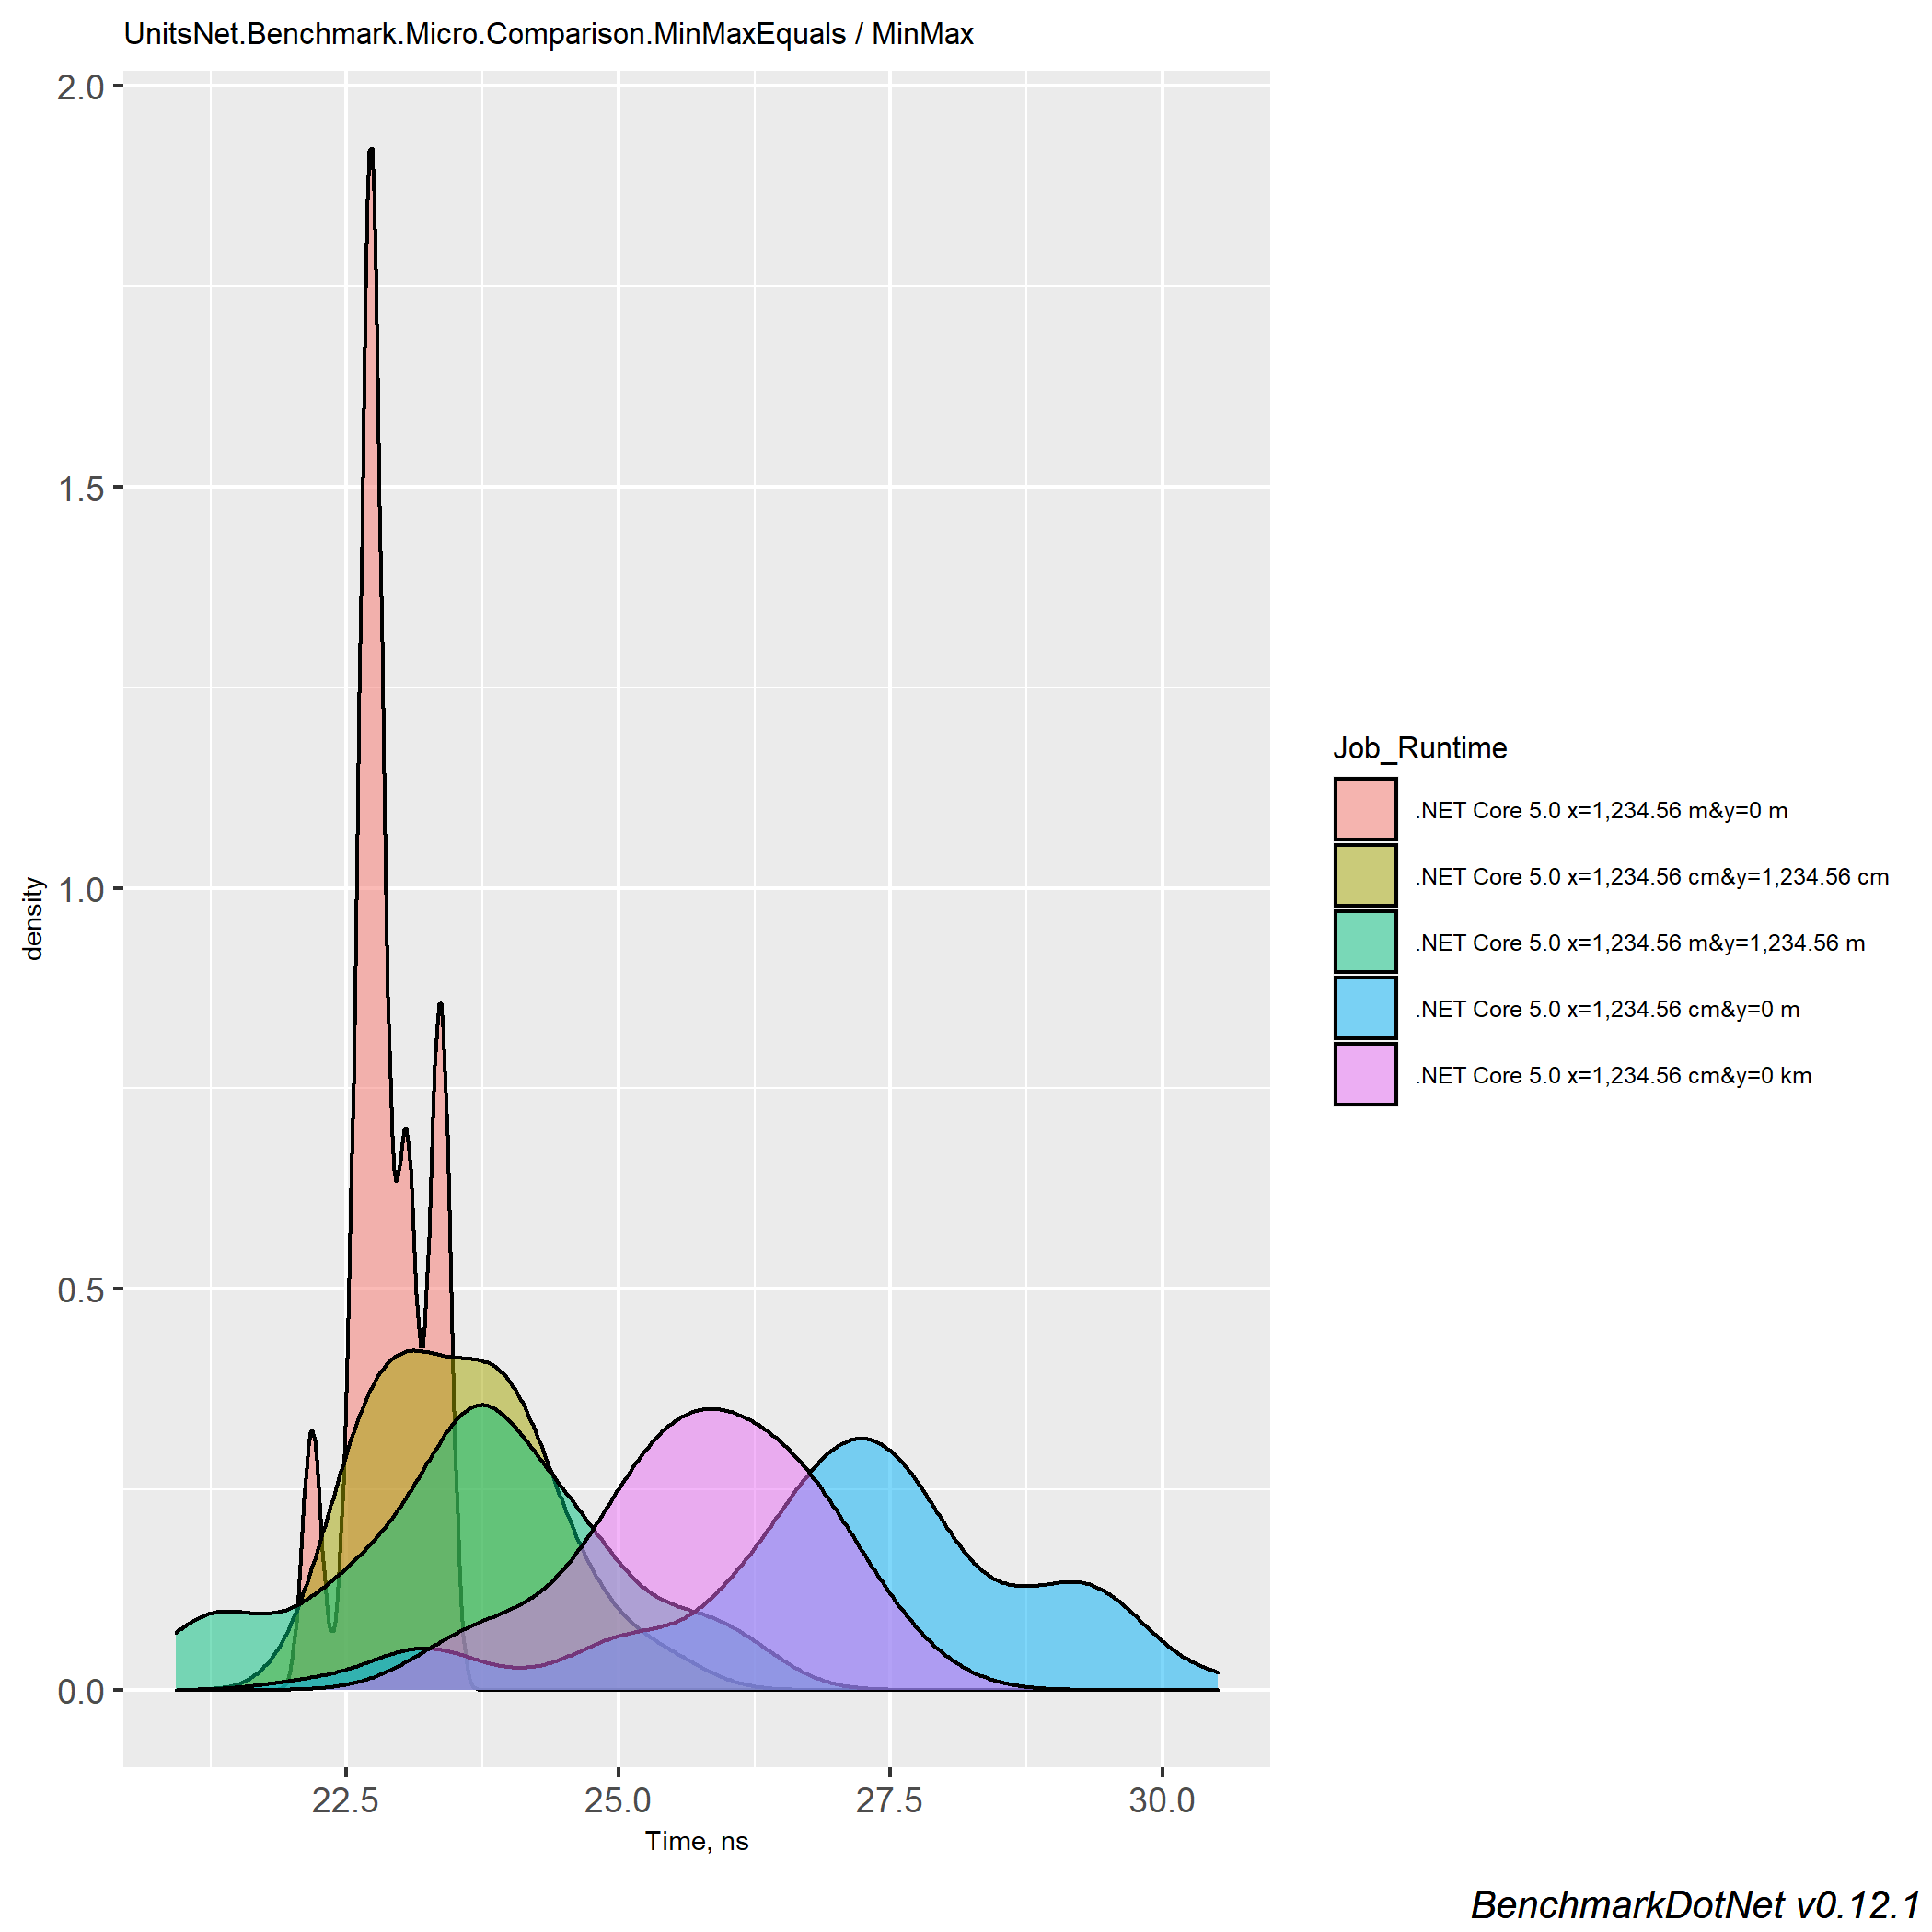 UnitsNet.Benchmark.Micro.Comparison.MinMaxEquals / MinMax
2.0
1.5
1.0
0.5
0.0
density
22.5 25.0 27.5 30.0
Time, ns
Job_Runtime
.NET Core 5.0 x=1,234.56 m&y=0 m
.NET Core 5.0 x=1,234.56 cm&y=1,234.56 cm
.NET Core 5.0 x=1,234.56 m&y=1,234.56 m
.NET Core 5.0 x=1,234.56 cm&y=0 m
.NET Core 5.0 x=1,234.56 cm&y=0 km
BenchmarkDotNet v0.12.1